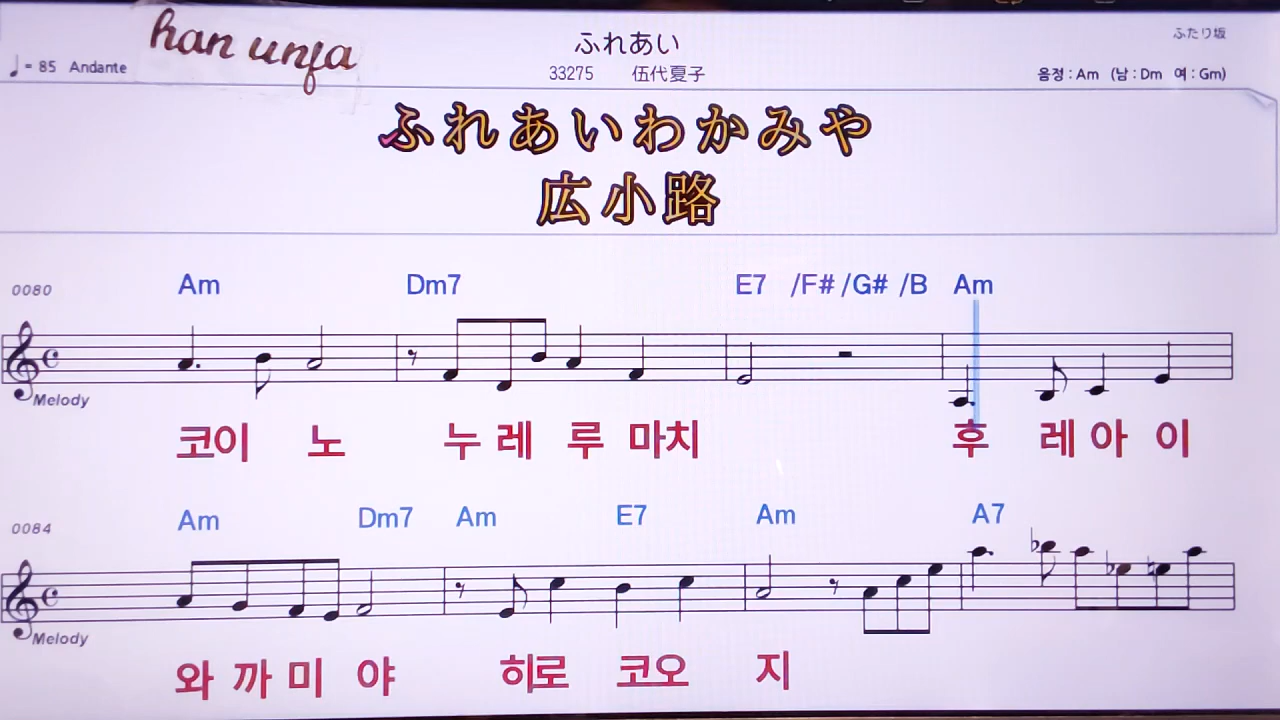 han unja
ふれあい
ふたり坂
♩= 85 Andante
33275 伍代夏子
음정 : Am (남 : Dm 여 : Gm)
ふれあいわかみや
広小路
0080 Am Dm7 E7 /F# /G# /B Am
Melody
코이 노 누 레 루 마치 후 레 아 이
0084 Am Dm7 Am E7 Am A7
Melody
와 까 미 야 히로 코오 지